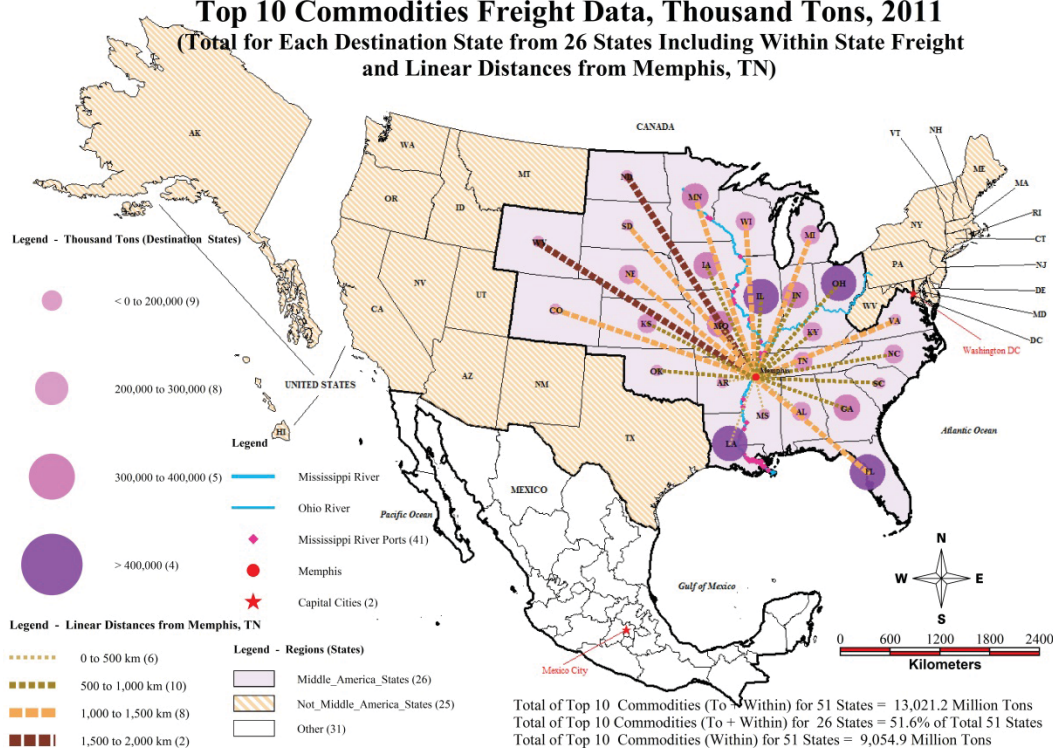 Top 10 Commodities Freight Data, Thousand Tons, 2011
(Total for Each Destination State from 26 States Including Within State Freight
and Linear Distances from Memphis, TN)
CANADA
AK
WA
MT
OR
ID
NV
UT
CA
AZ
NM
TX
HI
UNITED STATES
ND
MN
SD
WI
MI
WY
IA
NE
IL
IN
OH
CO
KS
MO
KY
WV
VA
OK
AR
TN
NC
SC
MS
AL
GA
LA
FL
Memphis
VT
NH
ME
MA
NY
RI
CT
PA
NJ
DE
MD
DC
Washington DC
Atlantic Ocean
Pacific Ocean
MEXICO
Gulf of Mexico
Mexico City
Legend - Thousand Tons (Destination States)
< 0 to 200,000 (9)
200,000 to 300,000 (8)
300,000 to 400,000 (5)
> 400,000 (4)
Legend
Mississippi River
Ohio River
Mississippi River Ports (41)
Memphis
Capital Cities (2)
Legend - Linear Distances from Memphis, TN
0 to 500 km (6)
500 to 1,000 km (10)
1,000 to 1,500 km (8)
1,500 to 2,000 km (2)
Legend - Regions (States)
Middle_America_States (26)
Not_Middle_America_States (25)
Other (31)
N
W
E
S
0 600 1200 1800 2400
Kilometers
Total of Top 10 Commodities (To + Within) for 51 States = 13,021.2 Million Tons
Total of Top 10 Commodities (To + Within) for 26 States = 51.6% of Total 51 States
Total of Top 10 Commodities (Within) for 51 States = 9,054.9 Million Tons